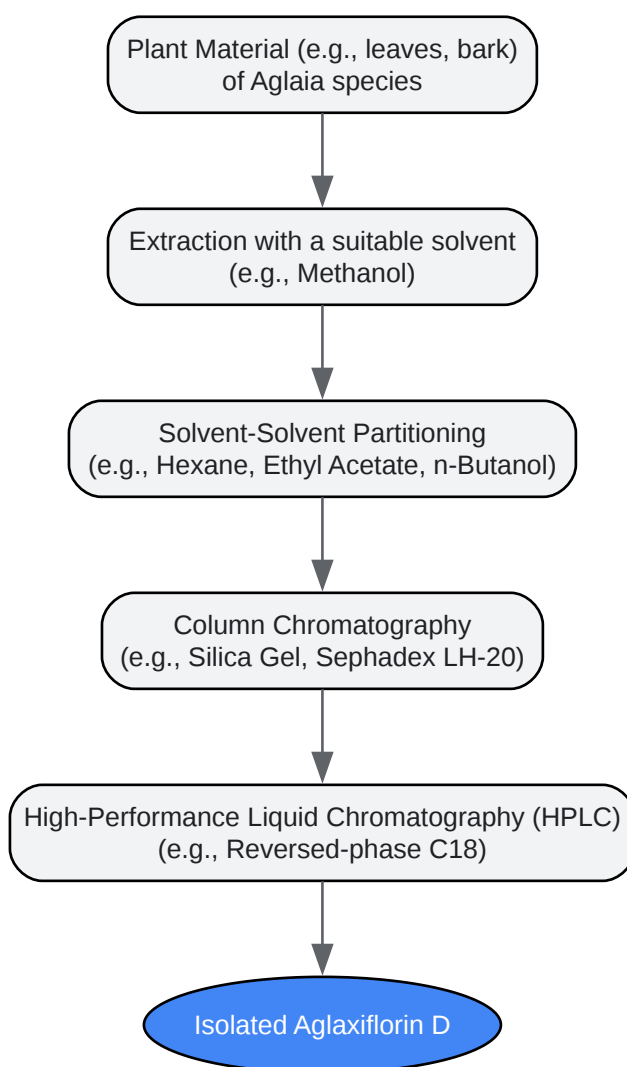 Plant Material (e.g., leaves, bark)
of Aglaia species
Extraction with a suitable solvent
(e.g., Methanol)
Solvent-Solvent Partitioning
(e.g., Hexane, Ethyl Acetate, n-Butanol)
Column Chromatography
(e.g., Silica Gel, Sephadex LH-20)
High-Performance Liquid Chromatography (HPLC)
(e.g., Reversed-phase C18)
Isolated Aglaxiflorin D